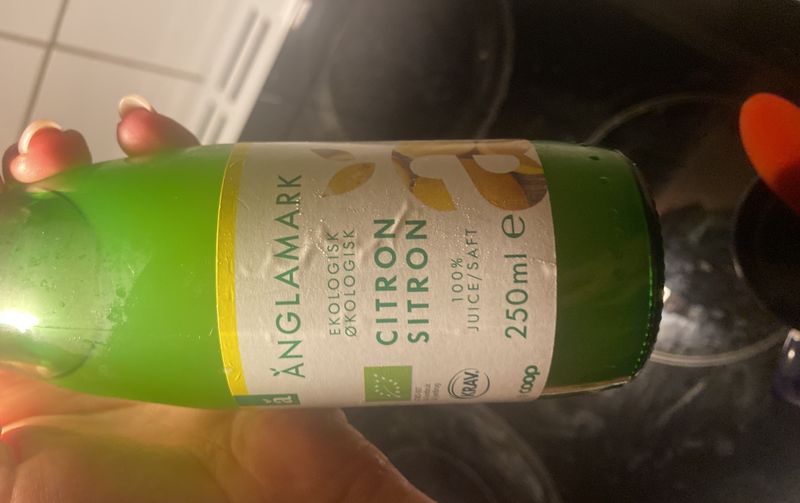 ÄNGLAMARK
EKOLOGISK
ØKOLOGISK
CITRON
SITRON
100%
JUICE/SAFT
250ml e
ä
KRAV
coop